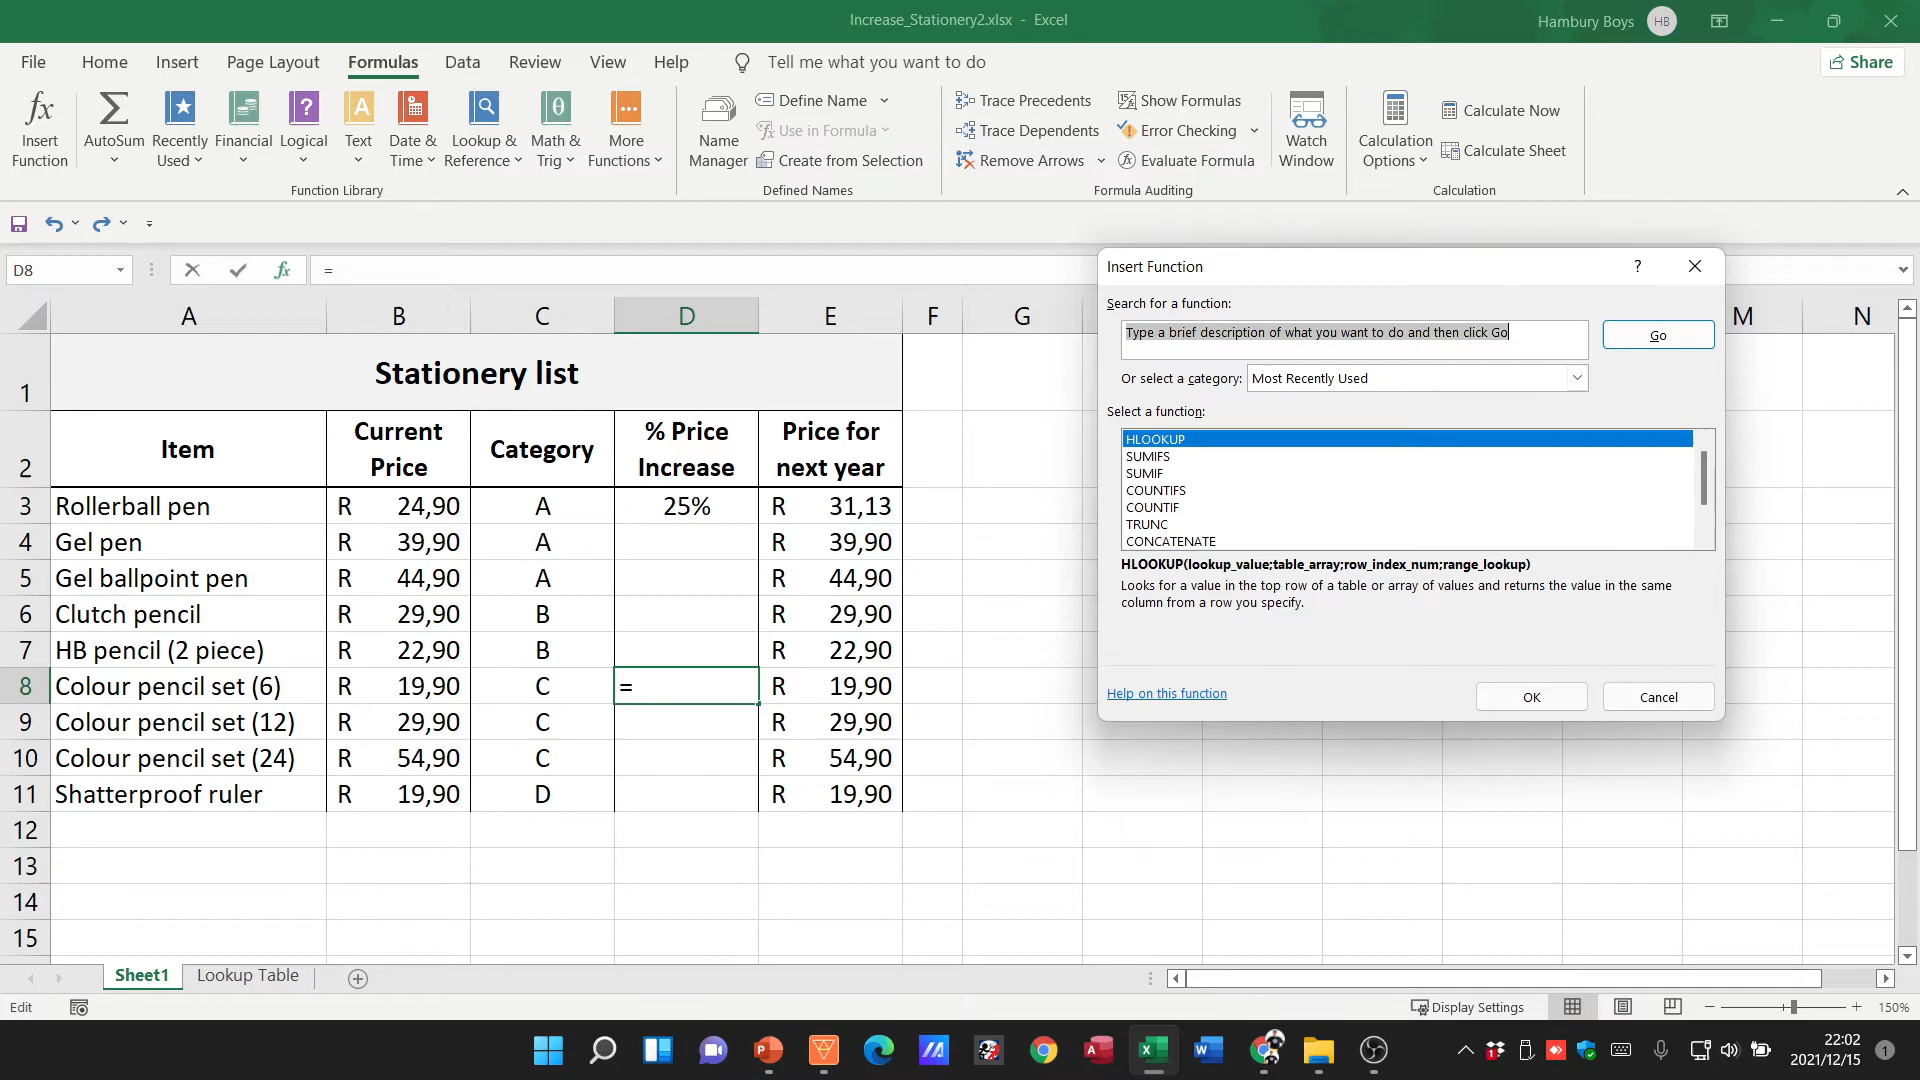 Increase_Stationery2.xlsx - Excel
Hambury Boys HB
File Home Insert Page Layout Formulas Data Review View Help Tell me what you want to do Share
fx Insert Function
AutoSum
Recently Used
Financial
Logical
Text
Date & Time
Lookup & Reference
Math & Trig
More Functions
Function Library
Name Manager
Define Name
Use in Formula
Create from Selection
Defined Names
Trace Precedents
Trace Dependents
Remove Arrows
Show Formulas
Error Checking
Evaluate Formula
Formula Auditing
Watch Window
Calculation Options
Calculate Now
Calculate Sheet
Calculation
D8 fx =
A B C D E F G M N
1 Stationery list
2 Item Current Price Category % Price Increase Price for next year
3 Rollerball pen R 24,90 A 25% R 31,13
4 Gel pen R 39,90 A R 39,90
5 Gel ballpoint pen R 44,90 A R 44,90
6 Clutch pencil R 29,90 B R 29,90
7 HB pencil (2 piece) R 22,90 B R 22,90
8 Colour pencil set (6) R 19,90 C = R 19,90
9 Colour pencil set (12) R 29,90 C R 29,90
10 Colour pencil set (24) R 54,90 C R 54,90
11 Shatterproof ruler R 19,90 D R 19,90
12
13
14
15
Insert Function ?
Search for a function:
Type a brief description of what you want to do and then click Go
Go
Or select a category: Most Recently Used
Select a function:
HLOOKUP
SUMIFS
SUMIF
COUNTIFS
COUNTIF
TRUNC
CONCATENATE
HLOOKUP(lookup_value;table_array;row_index_num;range_lookup)
Looks for a value in the top row of a table or array of values and returns the value in the same
column from a row you specify.
Help on this function
OK Cancel
Sheet1 Lookup Table
Edit Display Settings 150%
22:02
2021/12/15
1